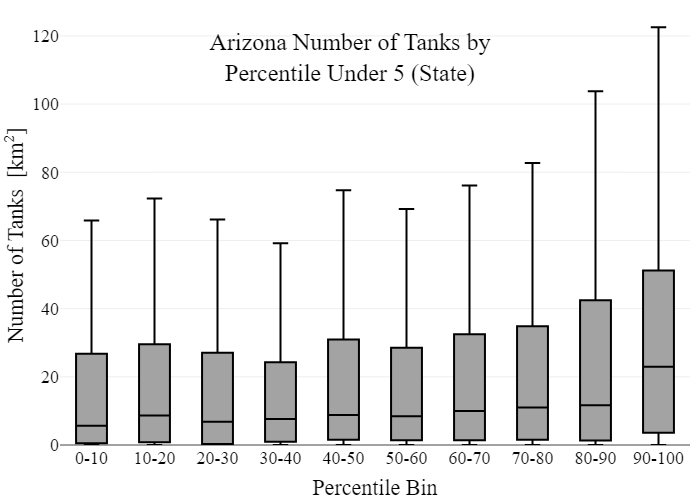 Arizona Number of Tanks by
Percentile Under 5 (State)
Number of Tanks [km²]
120
100
80
60
40
20
0
0-10 10-20 20-30 30-40 40-50 50-60 60-70 70-80 80-90 90-100
Percentile Bin